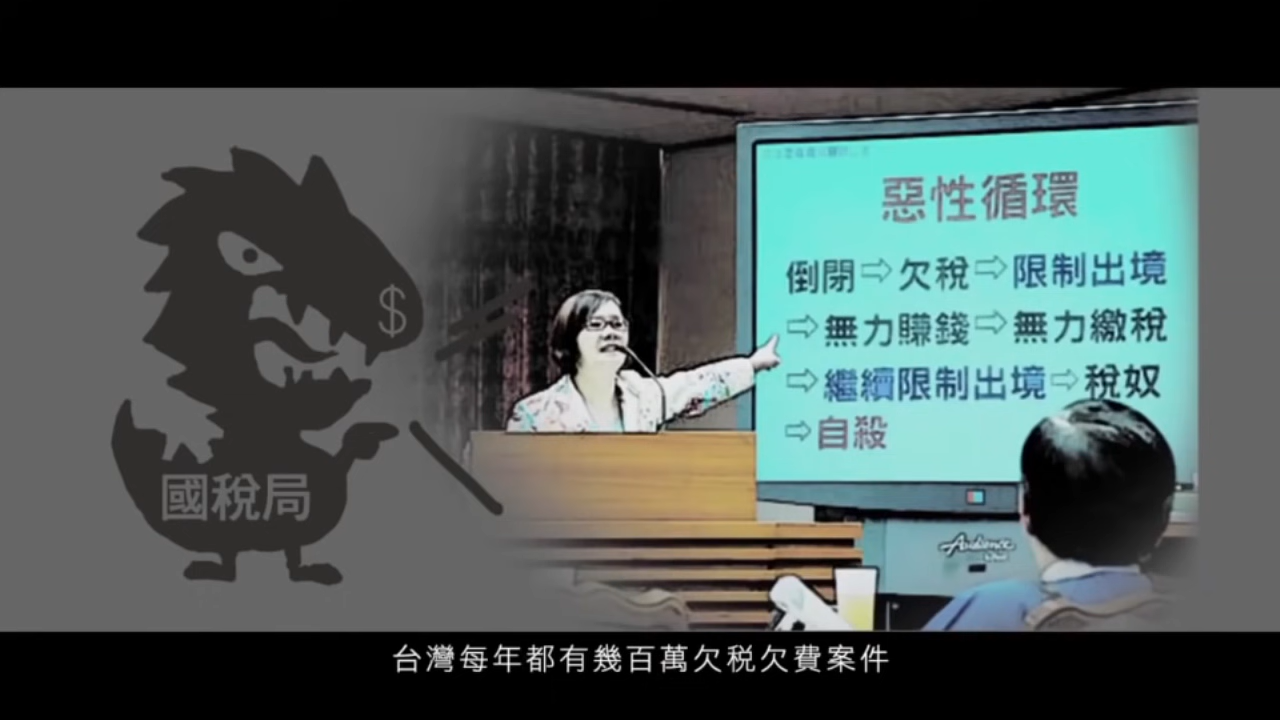 惡性循環
倒閉⇨欠稅⇨限制出境
⇨無力賺錢⇨無力繳稅
⇨繼續限制出境⇨稅奴
⇨自殺
$
國稅局
Audience
台灣每年都有幾百萬欠税欠費案件